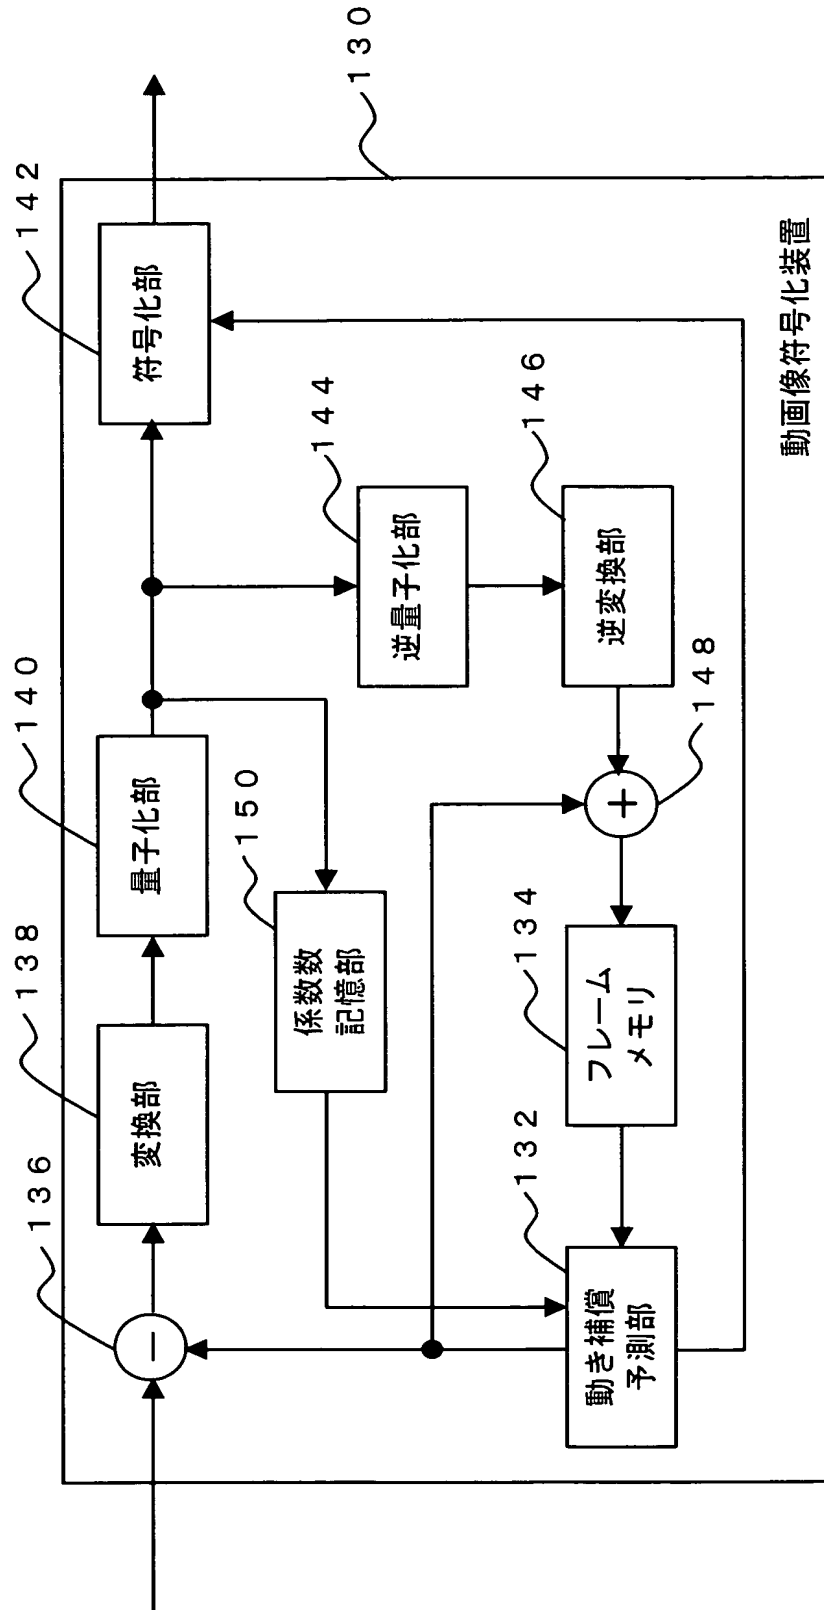 130
142
符号化部
140
量子化部
138
変換部
136
−
144
逆量子化部
146
逆変換部
150
係数数
記憶部
148
+
134
フレーム
メモリ
132
動き補償
予測部
動画像符号化装置